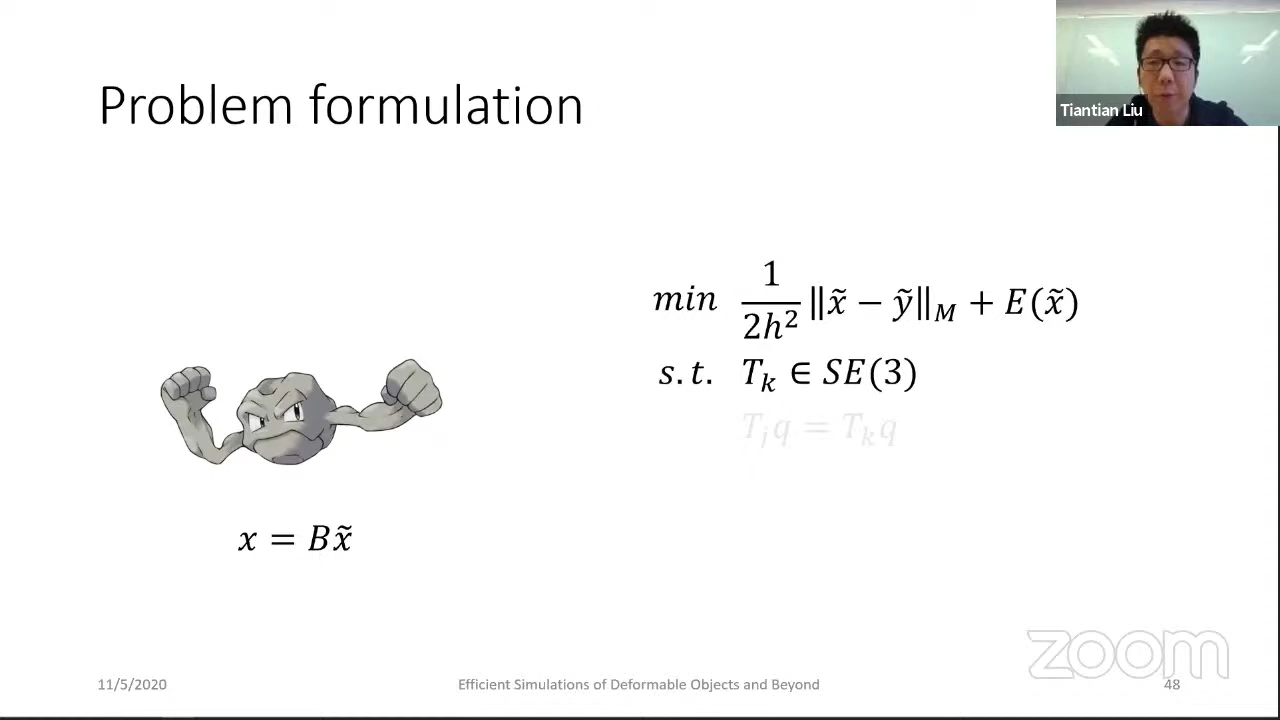 Problem formulation
Tiantian Liu
min 1/2h² ‖x̃ − ỹ‖_M + E(x̃)
s.t. T_k ∈ SE(3)
T_j q = T_k q
x = Bx̃
zoom
11/5/2020
Efficient Simulations of Deformable Objects and Beyond
48